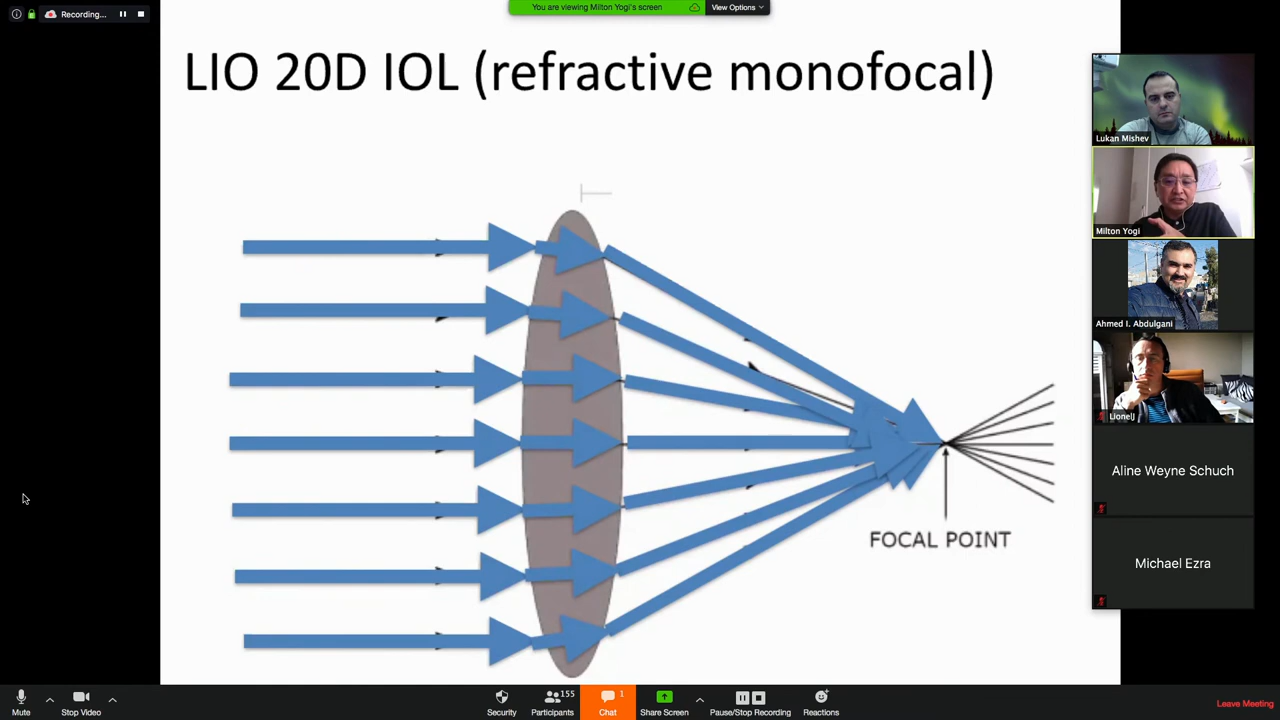 Recording...
You are viewing Milton Yogi's screen
View Options
LIO 20D IOL (refractive monofocal)
FOCAL POINT
Lukan Mishev
Milton Yogi
Ahmed I. Abdulgani
LionelJ
Aline Weyne Schuch
Michael Ezra
Mute
Stop Video
Security
Participants
155
Chat
1
Share Screen
Pause/Stop Recording
Reactions
Leave Meeting